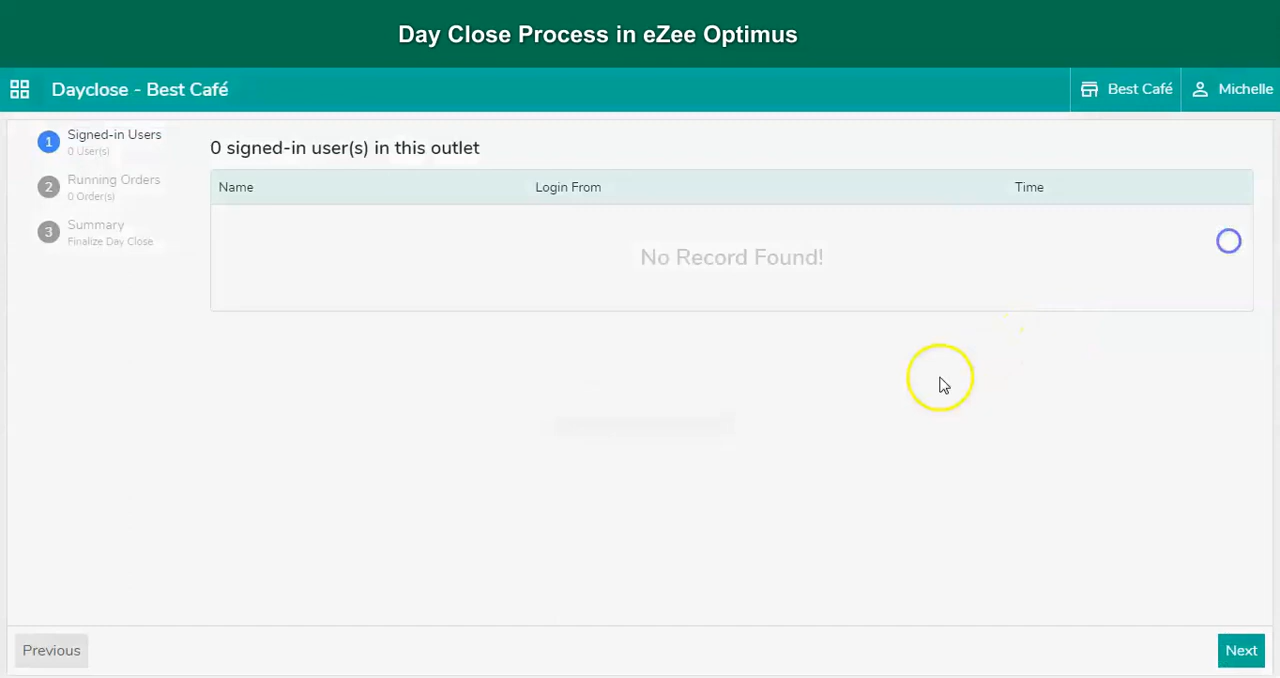 Day Close Process in eZee Optimus
Dayclose - Best Café
Best Café
Michelle
1 Signed-in Users
0 User(s)
2 Running Orders
0 Order(s)
3 Summary
Finalize Day Close
0 signed-in user(s) in this outlet
Name Login From Time
No Record Found!
Previous
Next